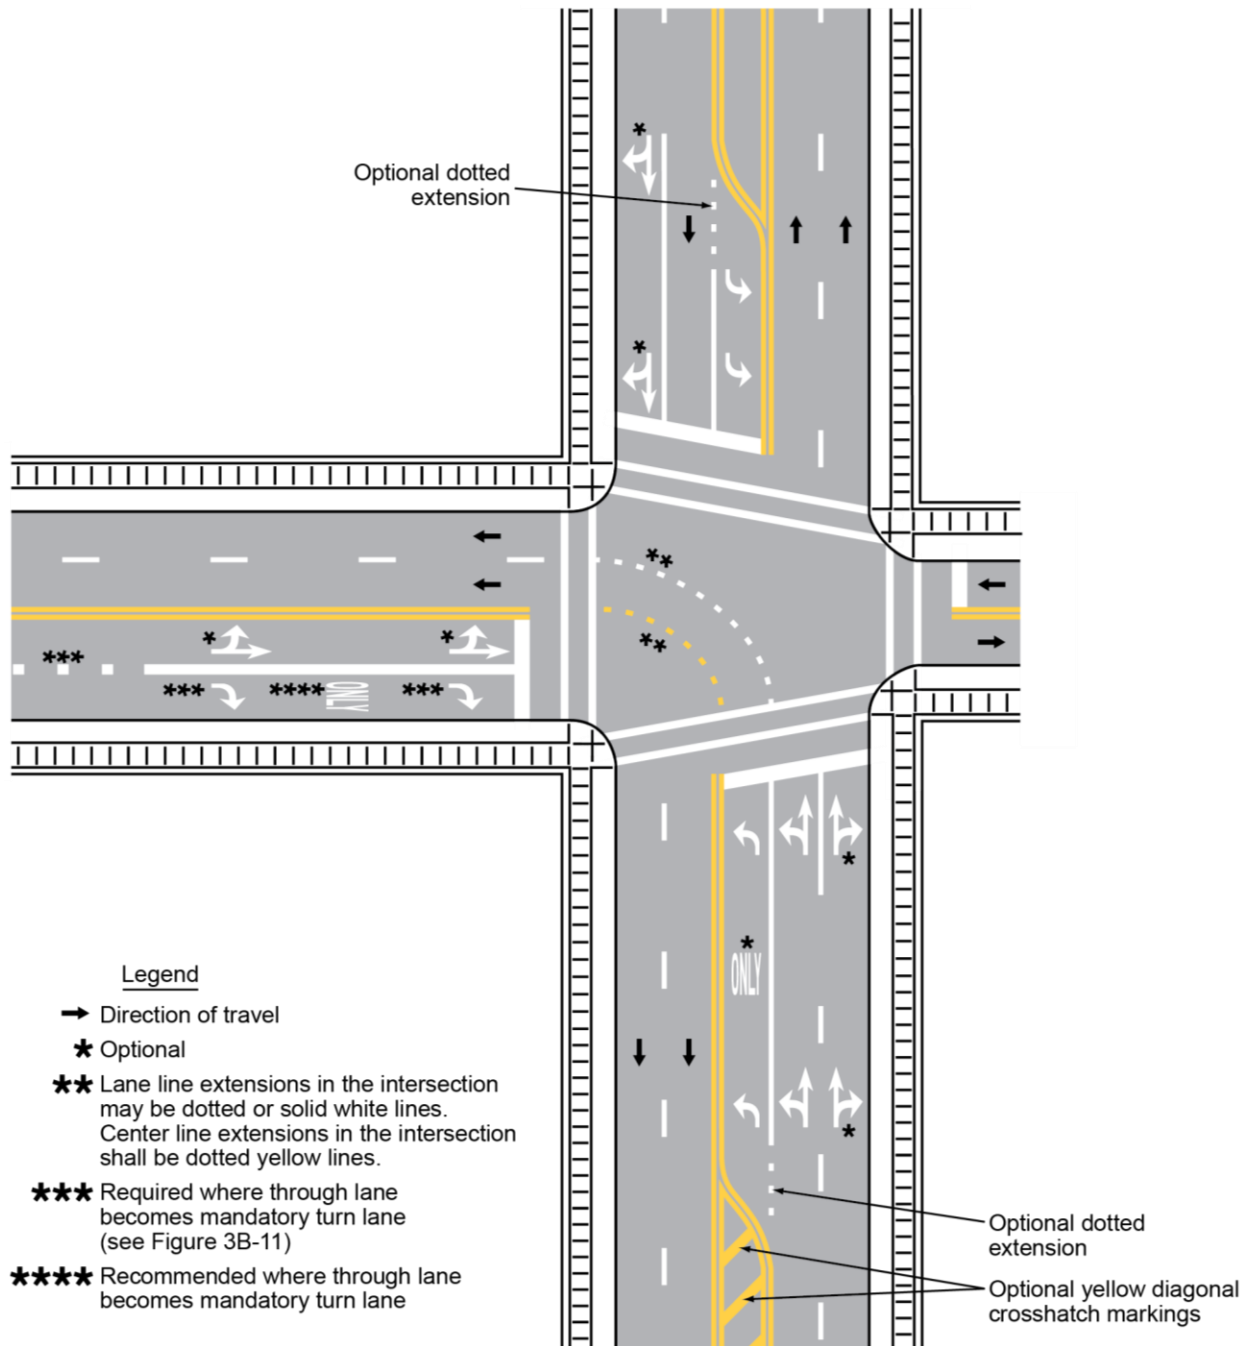 Optional dotted
extension
*
*
**
**
*
*
***
***
****
ONLY
***
*
*
ONLY
*
Legend
Direction of travel
* Optional
** Lane line extensions in the intersection
may be dotted or solid white lines.
Center line extensions in the intersection
shall be dotted yellow lines.
*** Required where through lane
becomes mandatory turn lane
(see Figure 3B-11)
**** Recommended where through lane
becomes mandatory turn lane
Optional dotted
extension
Optional yellow diagonal
crosshatch markings